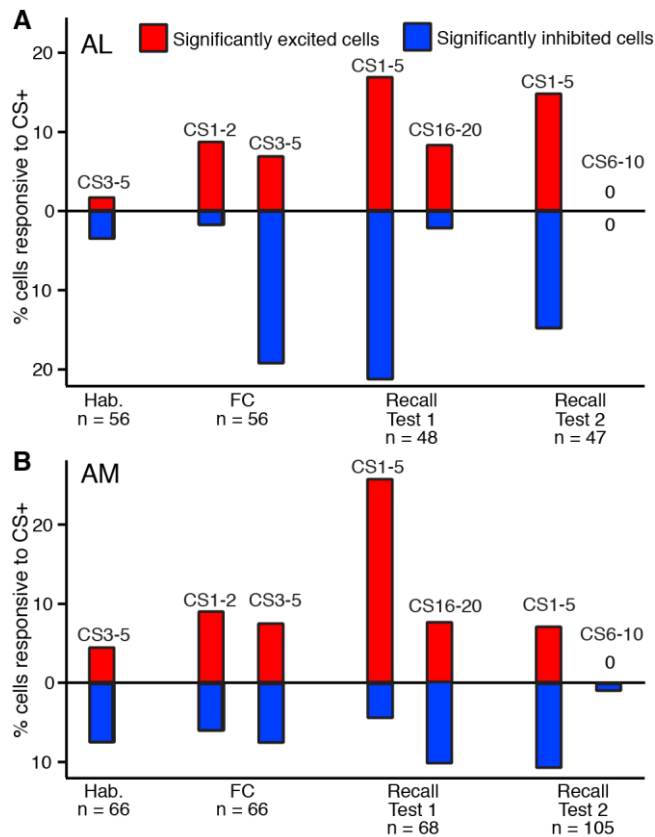 A
AL
Significantly excited cells
Significantly inhibited cells
% cells responsive to CS+
20
10
0
10
20
CS3-5
CS1-2
CS3-5
CS1-5
CS16-20
CS1-5
CS6-10
0
0
Hab.
n = 56
FC
n = 56
Recall
Test 1
n = 48
Recall
Test 2
n = 47
B
AM
% cells responsive to CS+
20
10
0
10
CS3-5
CS1-2
CS3-5
CS1-5
CS16-20
CS1-5
CS6-10
0
Hab.
n = 66
FC
n = 66
Recall
Test 1
n = 68
Recall
Test 2
n = 105